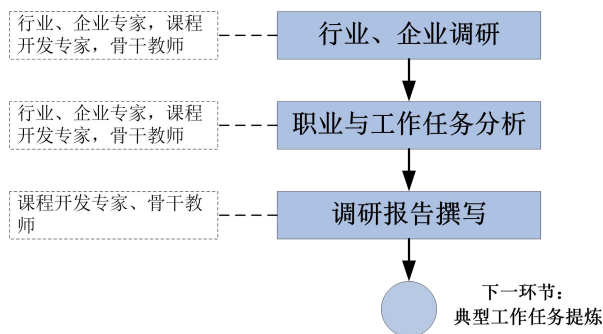 行业、企业专家，课程
开发专家，骨干教师
行业、企业调研
行业、企业专家，课程
开发专家，骨干教师
职业与工作任务分析
课程开发专家、骨干教
师
调研报告撰写
下一环节：
典型工作任务提炼